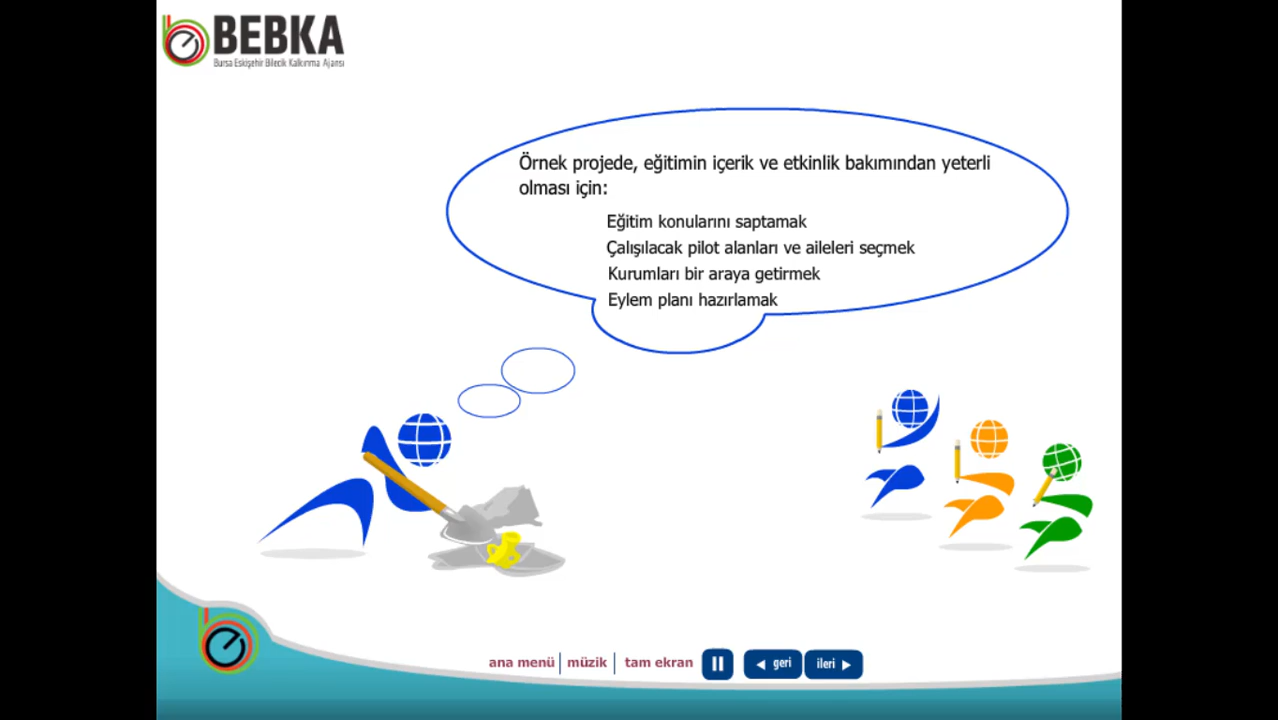 BEBKA
Bursa Eskişehir Bilecik Kalkınma Ajansı
Örnek projede, eğitimin içerik ve etkinlik bakımından yeterli
olması için:
Eğitim konularını saptamak
Çalışılacak pilot alanları ve aileleri seçmek
Kurumları bir araya getirmek
Eylem planı hazırlamak
ana menü müzik tam ekran geri ileri